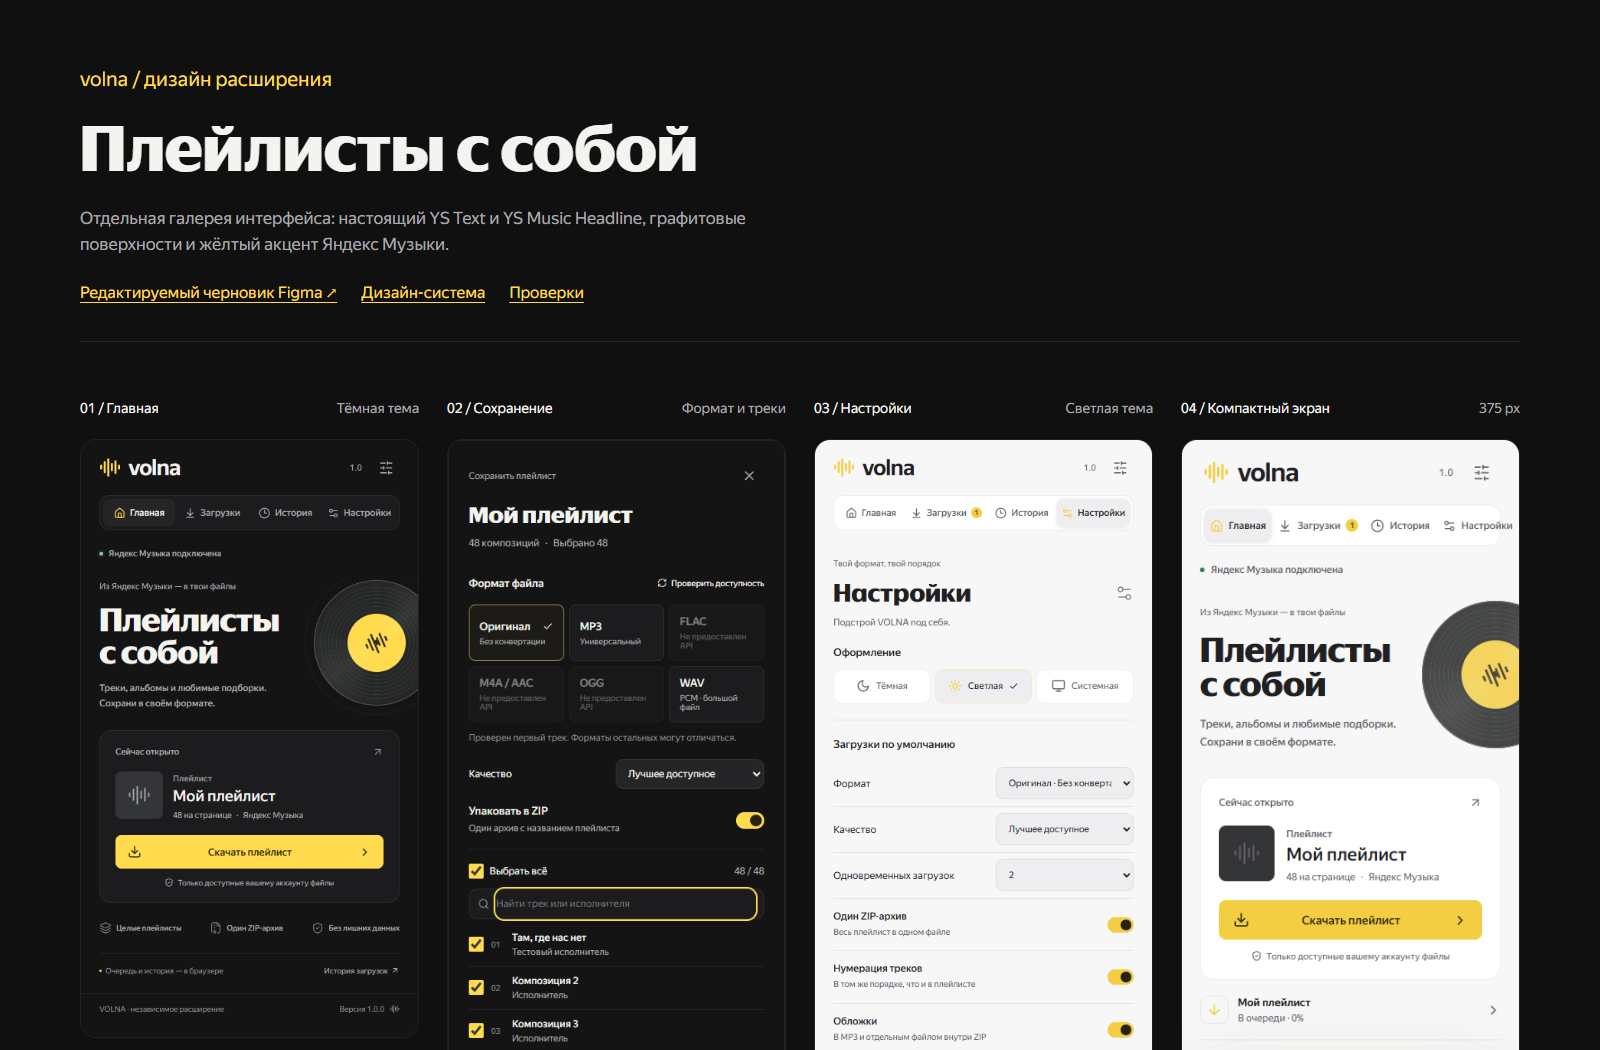 volna / дизайн расширения
Плейлисты с собой
Отдельная галерея интерфейса: настоящий YS Text и YS Music Headline, графитовые
поверхности и жёлтый акцент Яндекс Музыки.
Редактируемый черновик Figma ↗ Дизайн-система Проверки
01 / Главная Тёмная тема
volna 1.0
Главная Загрузки История Настройки
Яндекс Музыка подключена
Из Яндекс Музыки — в твои файлы
Плейлисты
с собой
Треки, альбомы и любимые подборки.
Сохрани в своём формате.
Сейчас открыто
Плейлист
Мой плейлист
48 на странице · Яндекс Музыка
Скачать плейлист
Только доступные вашему аккаунту файлы
Целые плейлисты Один ZIP-архив Без лишних данных
Очередь и история — в браузере История загрузок
VOLNA · независимое расширение Версия 1.0.0
02 / Сохранение Формат и треки
Сохранить плейлист
Мой плейлист
48 композиций · Выбрано 48
Формат файла Проверить доступность
Оригинал
Без конвертации
MP3
Универсальный
FLAC
Не предоставлен
API
M4A / AAC
Не предоставлен
API
OGG
Не предоставлен
API
WAV
PCM · большой
файл
Проверен первый трек. Форматы остальных могут отличаться.
Качество Лучшее доступное
Упаковать в ZIP
Один архив с названием плейлиста
Выбрать всё 48 / 48
Найти трек или исполнителя
01 Там, где нас нет
Тестовый исполнитель
02 Композиция 2
Исполнитель
03 Композиция 3
Исполнитель
03 / Настройки Светлая тема
volna 1.0
Главная Загрузки 1 История Настройки
Твой формат, твой порядок
Настройки
Подстрой VOLNA под себя.
Оформление
Тёмная Светлая Системная
Загрузки по умолчанию
Формат Оригинал · Без конверта
Качество Лучшее доступное
Одновременных загрузок 2
Один ZIP-архив
Весь плейлист в одном файле
Нумерация треков
В том же порядке, что и в плейлисте
Обложки
В MP3 и отдельным файлом внутри ZIP
04 / Компактный экран 375 px
volna 1.0
Главная Загрузки 1 История Настройки
Яндекс Музыка подключена
Из Яндекс Музыки — в твои файлы
Плейлисты
с собой
Треки, альбомы и любимые подборки.
Сохрани в своём формате.
Сейчас открыто
Плейлист
Мой плейлист
48 на странице · Яндекс Музыка
Скачать плейлист
Только доступные вашему аккаунту файлы
Мой плейлист
В очереди · 0%